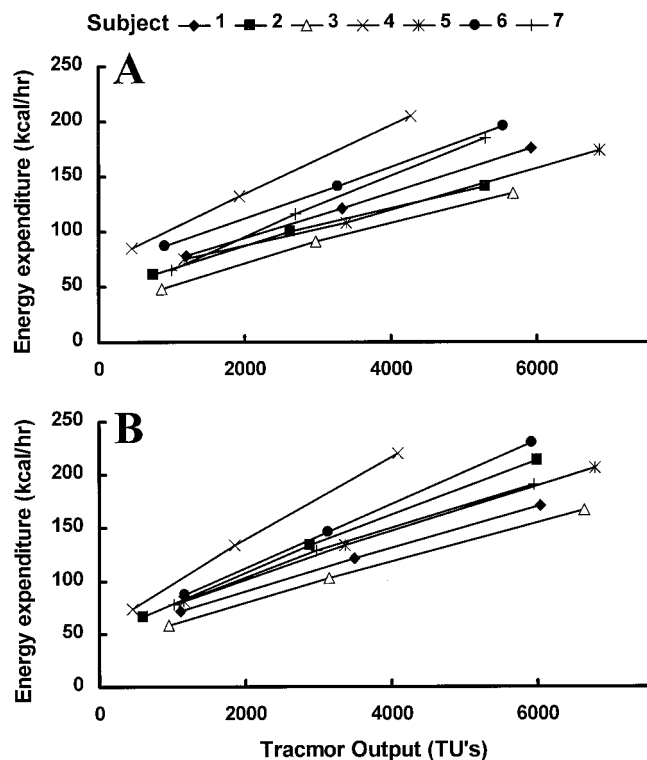 Subject 1 2 3 4 5 6 7
A
Energy expenditure (kcal/hr)
250
200
150
100
50
0
0 2000 4000 6000
B
Energy expenditure (kcal/hr)
250
200
150
100
50
0
0 2000 4000 6000
Tracmor Output (TU's)